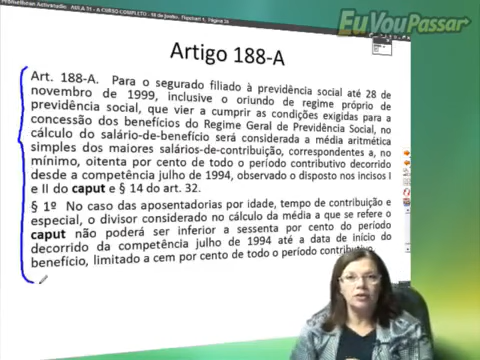 EuVouPassar
Artigo 188-A
Art. 188-A. Para o segurado filiado à previdência social até 28 de
novembro de 1999, inclusive o oriundo de regime próprio de
previdência social, que vier a cumprir as condições exigidas para a
concessão dos benefícios do Regime Geral de Previdência Social, no
cálculo do salário-de-benefício será considerada a média aritmética
simples dos maiores salários-de-contribuição, correspondentes a, no
mínimo, oitenta por cento de todo o período contributivo decorrido
desde a competência julho de 1994, observado o disposto nos incisos I
e II do caput e § 14 do art. 32.
§ 1º No caso das aposentadorias por idade, tempo de contribuição e
especial, o divisor considerado no cálculo da média a que se refere o
caput não poderá ser inferior a sessenta por cento do período
decorrido da competência julho de 1994 até a data de início do
benefício, limitado a cem por cento de todo o período contributivo.